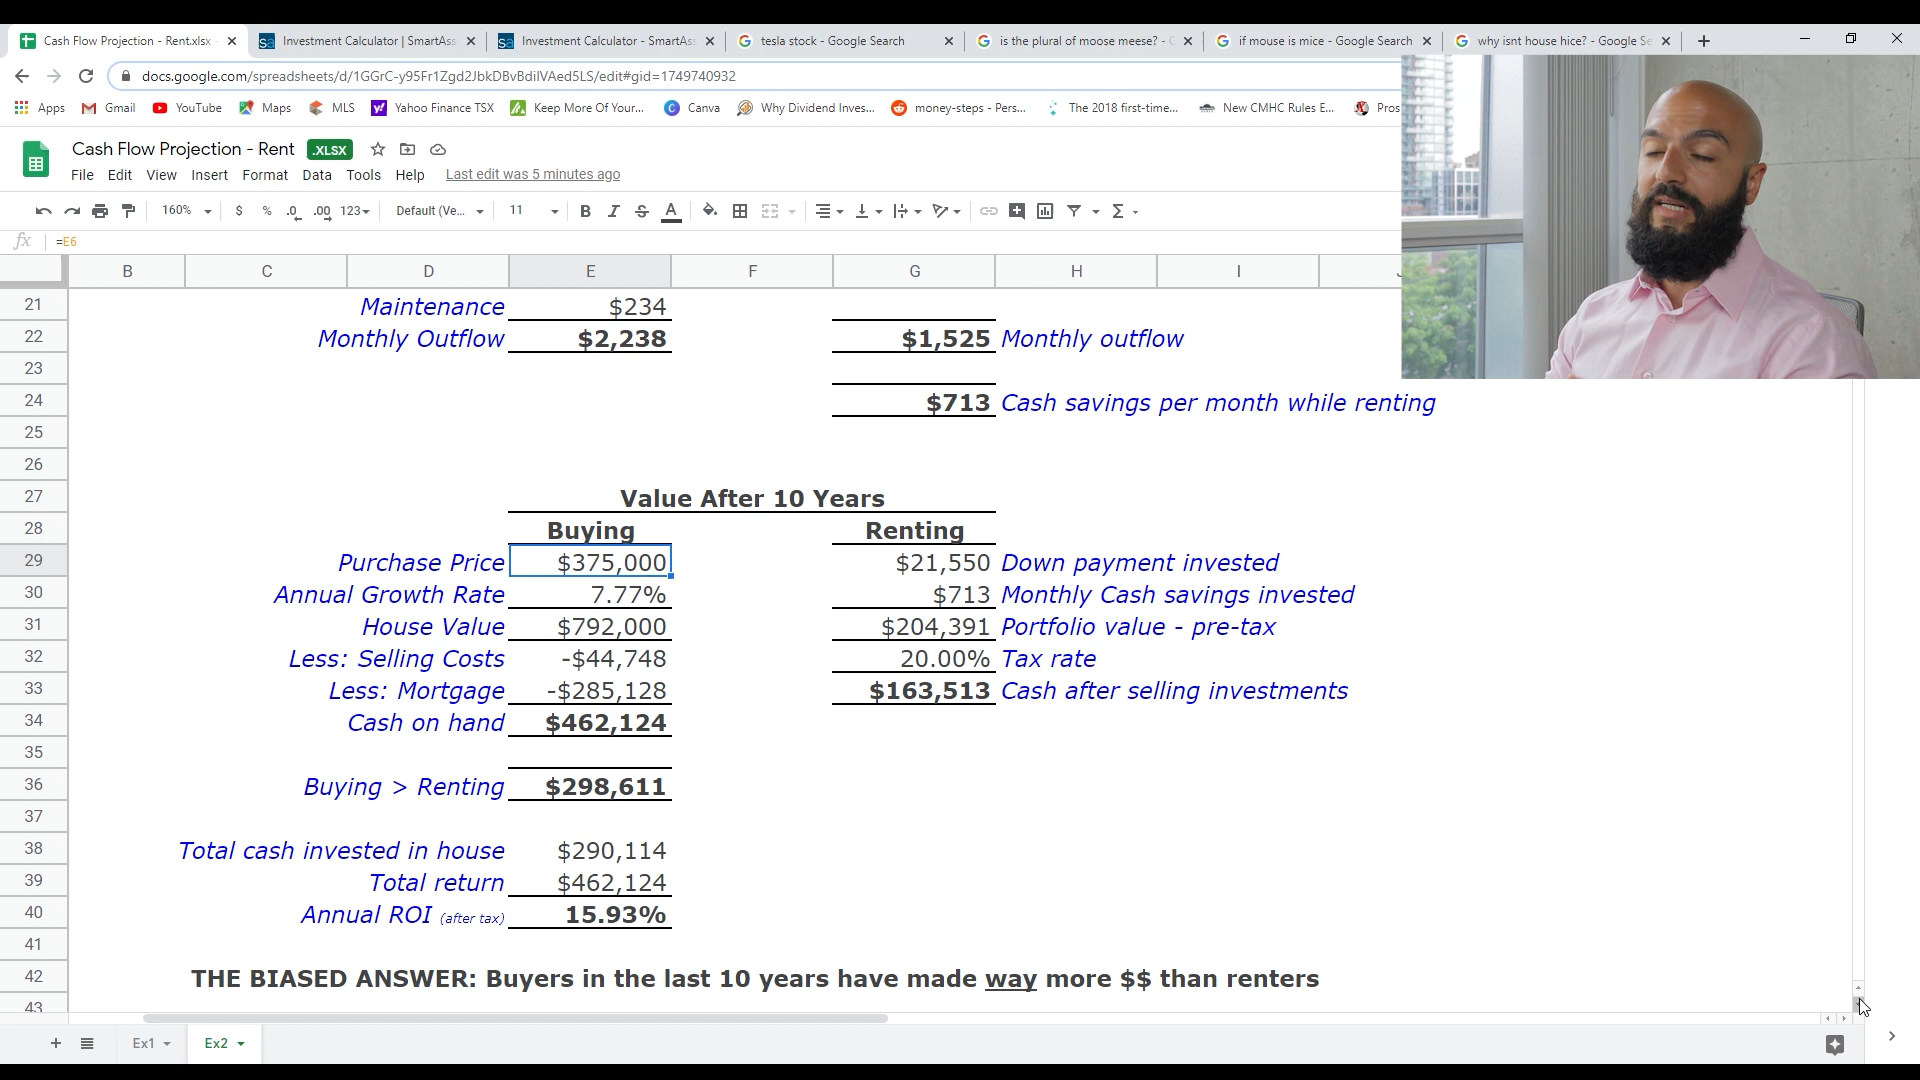 Cash Flow Projection - Rent.xlsx
Investment Calculator | SmartAss
Investment Calculator - SmartAss
tesla stock - Google Search
is the plural of moose meese? - G
if mouse is mice - Google Search
why isnt house hice? - Google Se
docs.google.com/spreadsheets/d/1GGrC-y95Fr1Zgd2JbkDBvBdiIVAed5LS/edit#gid=1749740932
Apps Gmail YouTube Maps MLS Yahoo Finance TSX Keep More Of Your... Canva Why Dividend Inves... money-steps - Pers... The 2018 first-time... New CMHC Rules E... Pros
Cash Flow Projection - Rent .XLSX
File Edit View Insert Format Data Tools Help Last edit was 5 minutes ago
160% $ % .0 .00 123 Default (Ve... 11 B I S A
fx =E6
B C D E F G H I
21 Maintenance $234
22 Monthly Outflow $2,238 $1,525 Monthly outflow
23
24 $713 Cash savings per month while renting
25
26
27 Value After 10 Years
28 Buying Renting
29 Purchase Price $375,000 $21,550 Down payment invested
30 Annual Growth Rate 7.77% $713 Monthly Cash savings invested
31 House Value $792,000 $204,391 Portfolio value - pre-tax
32 Less: Selling Costs -$44,748 20.00% Tax rate
33 Less: Mortgage -$285,128 $163,513 Cash after selling investments
34 Cash on hand $462,124
35
36 Buying > Renting $298,611
37
38 Total cash invested in house $290,114
39 Total return $462,124
40 Annual ROI (after tax) 15.93%
41
42 THE BIASED ANSWER: Buyers in the last 10 years have made way more $$ than renters
43
Ex1 Ex2